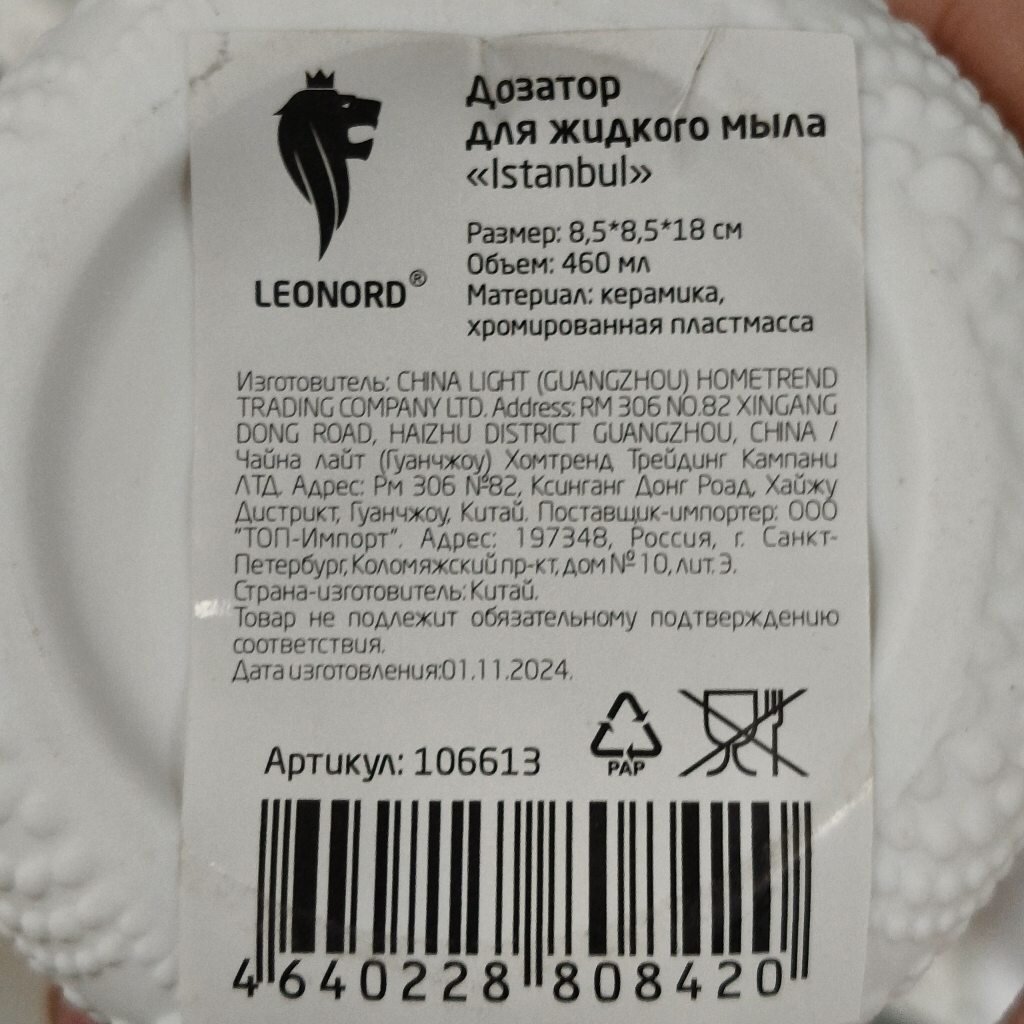 Дозатор
для жидкого мыла
«Istanbul»
Размер: 8,5*8,5*18 см
Объем: 460 мл
Материал: керамика,
хромированная пластмасса
LEONORD®
Изготовитель: CHINA LIGHT (GUANGZHOU) HOMETREND
TRADING COMPANY LTD. Address: RM 306 NO.82 XINGANG
DONG ROAD, HAIZHU DISTRICT GUANGZHOU, CHINA /
Чайна лайт (Гуанчжоу) Хомтренд Трейдинг Кампани
ЛТД. Адрес: Рм 306 №82, Ксинганг Донг Роад, Хайжу
Дистрикт, Гуанчжоу, Китай. Поставщик-импортер: ООО
"ТОП-Импорт". Адрес: 197348, Россия, г. Санкт-
Петербург, Коломяжский пр-кт, дом № 10, лит. Э.
Страна-изготовитель: Китай.
Товар не подлежит обязательному подтверждению
соответствия.
Дата изготовления:01.11.2024.
Артикул: 106613
PAP
4 640228 808420